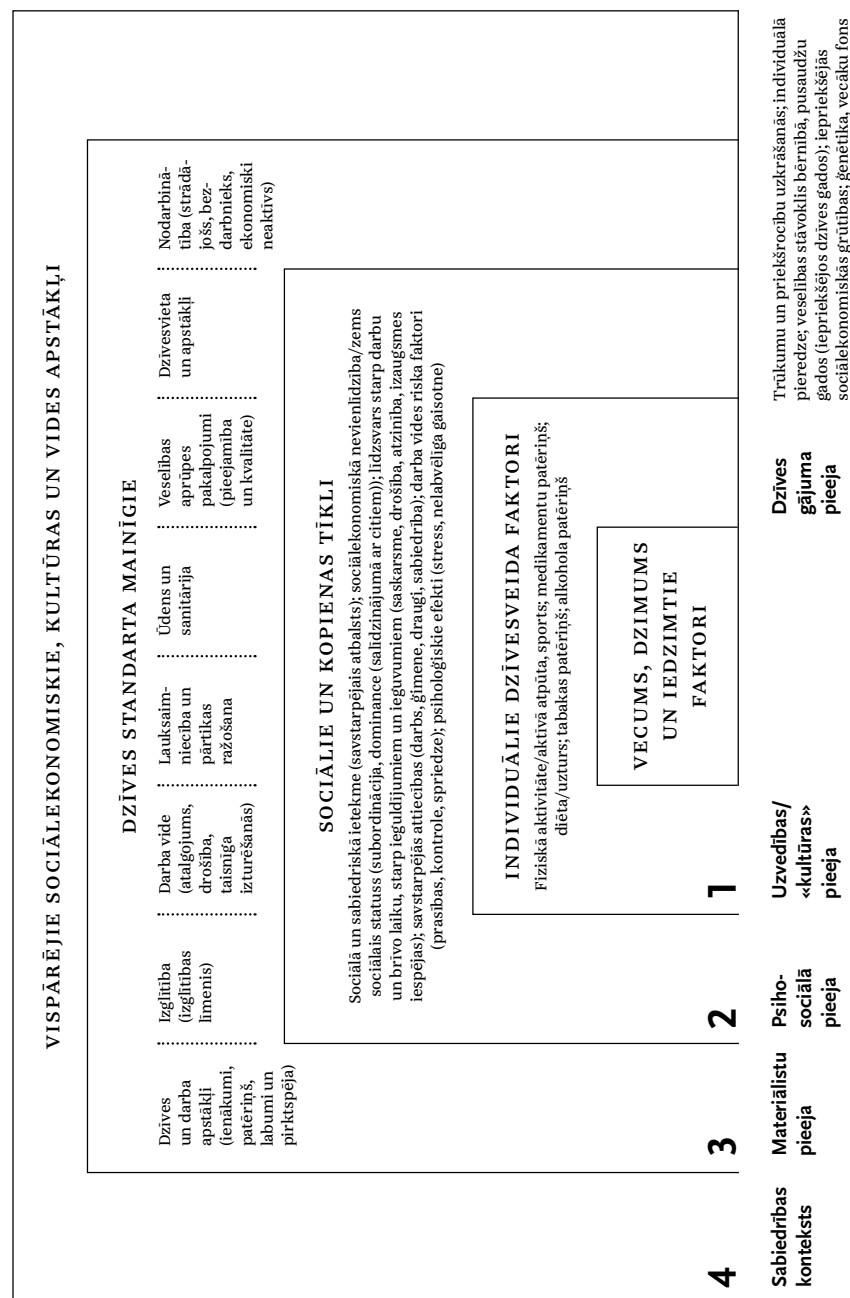 VISPĀRĒJIE SOCIĀLEKONOMISKIE, KULTŪRAS UN VIDES APSTĀKĻI
DZĪVES STANDARTA MAINĪGIE
Dzīves
un darba
apstākļi
(ienākumi,
patēriņš,
labumi un
pirktspēja)
Izglītība
(izglītības
līmenis)
Darba vide
(atalgojums,
drošība,
taisnīga
izturēšanās)
Lauksaim-
niecība un
pārtikas
ražošana
Ūdens un
sanitārija
Veselības
aprūpes
pakalpojumi
(pieejamība
un kvalitāte)
Dzīvesvieta
un apstākļi
Nodarbinā-
tība (strādā-
jošs, bez-
darbnieks,
ekonomiski
neaktīvs)
SOCIĀLIE UN KOPIENAS TĪKLI
Sociālā un sabiedriskā ietekme (savstarpējais atbalsts); sociālekonomiskā nevienlīdzība/zems
sociālais statuss (subordinācija, dominance (salīdzinājumā ar citiem)); līdzsvars starp darbu
un brīvo laiku, starp ieguldījumiem un ieguvumiem (saskarsme, drošība, atzinība, izaugsmes
iespējas); savstarpējās attiecības (darbs, ģimene, draugi, sabiedrība); darba vides riska faktori
(prasības, kontrole, spriedze); psiholoģiskie efekti (stress, nelabvēlīga gaisotne)
INDIVIDUĀLIE DZĪVESVEIDA FAKTORI
Fiziskā aktivitāte/aktīvā atpūta, sports; medikamentu patēriņš;
diēta/uzturs; tabakas patēriņš; alkohola patēriņš
VECUMS, DZIMUMS
UN IEDZIMTIE
FAKTORI
4
3
2
1
Sabiedrības
konteksts
Materiālistu
pieeja
Psiho-
sociālā
pieeja
Uzvedības/
«kultūras»
pieeja
Dzīves
gājuma
pieeja
Trūkumu un priekšrocību uzkrāšanās; individuālā
pieredze; veselības stāvoklis bērnībā, pusaudžu
gados (iepriekšējos dzīves gados); iepriekšējās
sociālekonomiskās grūtības; ģenētika, vecāku fons